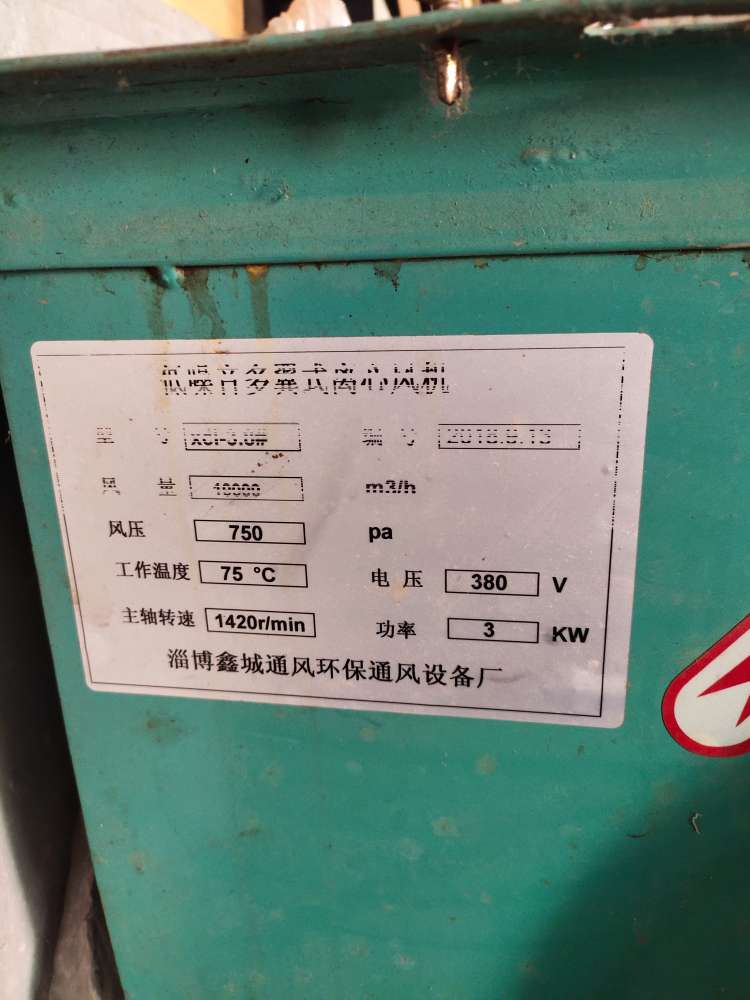 低噪音多翼式离心风机
型 号 xcl-3.8# 编 号 2018.9.13
风 量 10000 m3/h
风压 750 pa
工作温度 75 °C 电 压 380 V
主轴转速 1420r/min 功率 3 KW
淄博鑫城通风环保通风设备厂